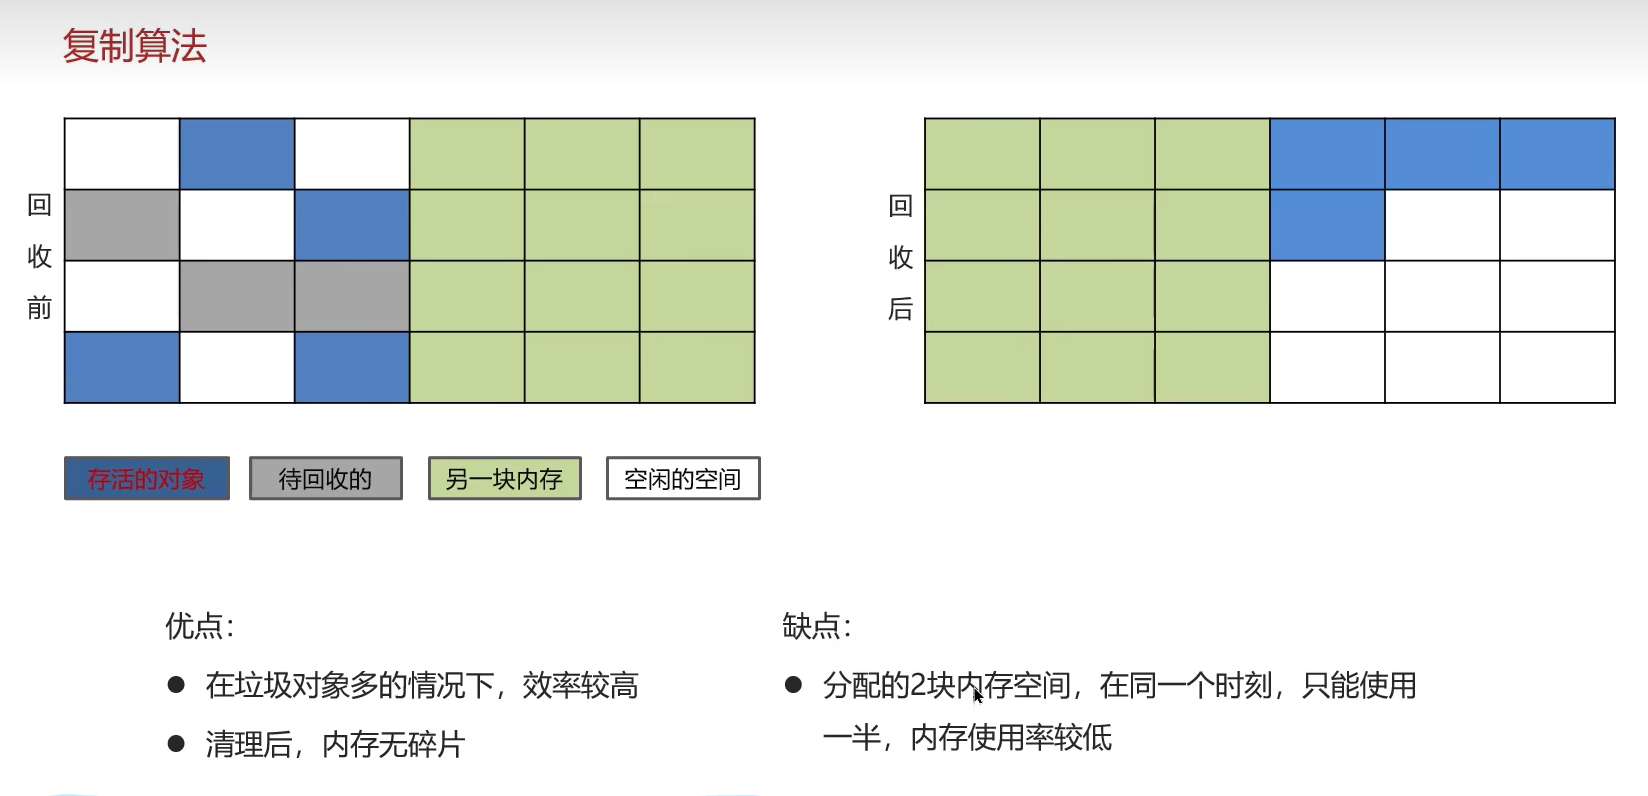 复制算法
回
收
前
回
收
后
存活的对象
待回收的
另一块内存
空闲的空间
优点：
● 在垃圾对象多的情况下，效率较高
● 清理后，内存无碎片
缺点：
● 分配的2块内存空间，在同一个时刻，只能使用
一半，内存使用率较低